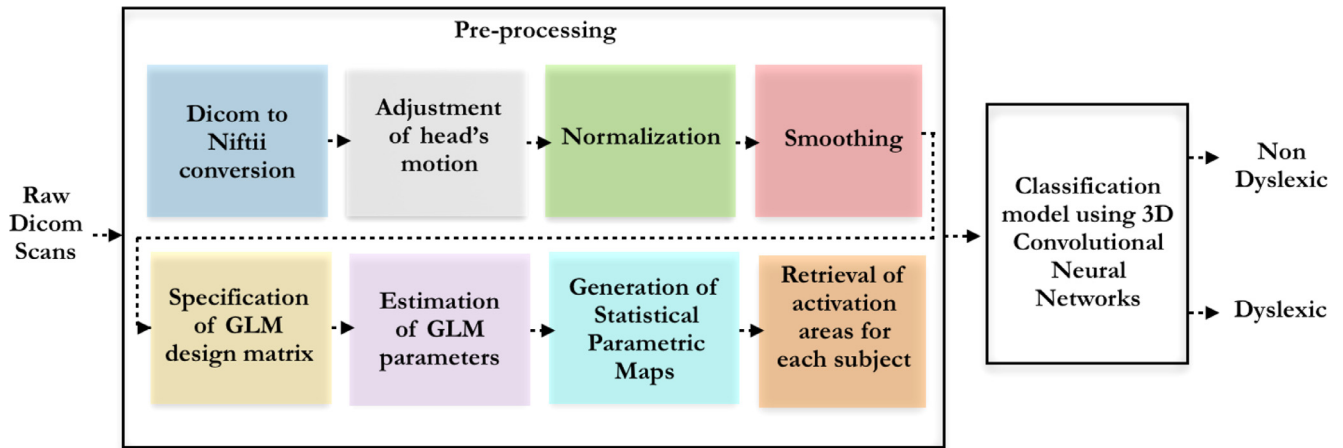 Pre-processing
Raw
Dicom
Scans
Dicom to
Niftii
conversion
Adjustment
of head's
motion
Normalization
Smoothing
Specification
of GLM
design matrix
Estimation
of GLM
parameters
Generation of
Statistical
Parametric
Maps
Retrieval of
activation
areas for
each subject
Classification
model using 3D
Convolutional
Neural
Networks
Non
Dyslexic
Dyslexic